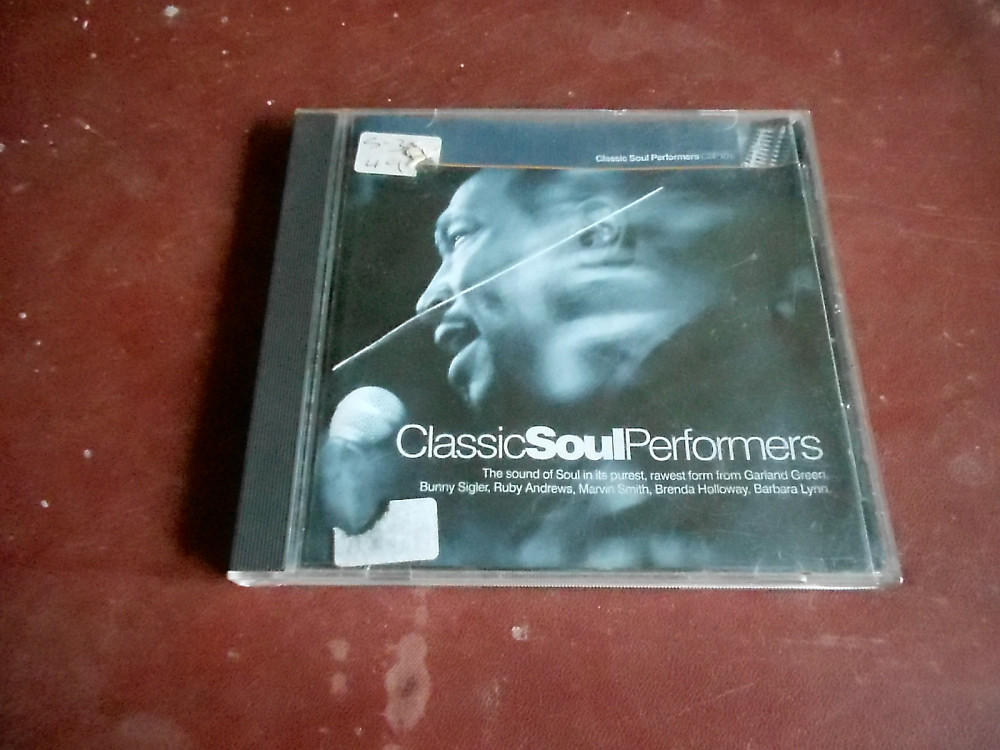 Classic Soul Performers
ClassicSoulPerformers
The sound of Soul in its purest, rawest form from Garland Green,
Bunny Sigler, Ruby Andrews, Marvin Smith, Brenda Holloway, Barbara Lynn.